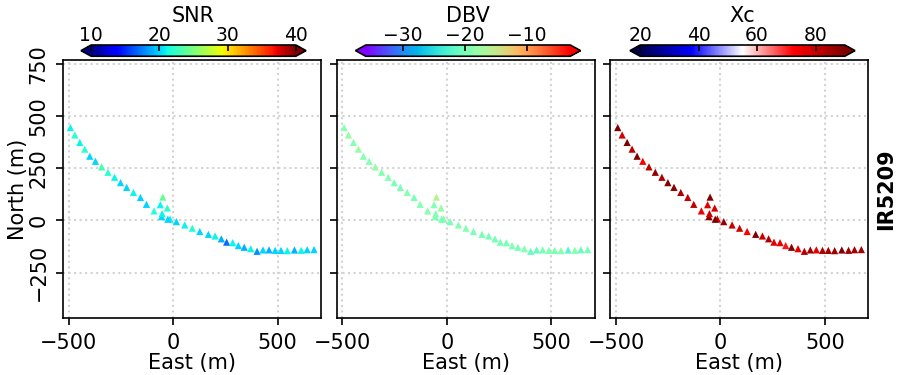 SNR DBV Xc
10 20 30 40 −30 −20 −10 20 40 60 80
750
500
250
0
−250
North (m)
IR5209
−500 0 500 −500 0 500 −500 0 500
East (m) East (m) East (m)